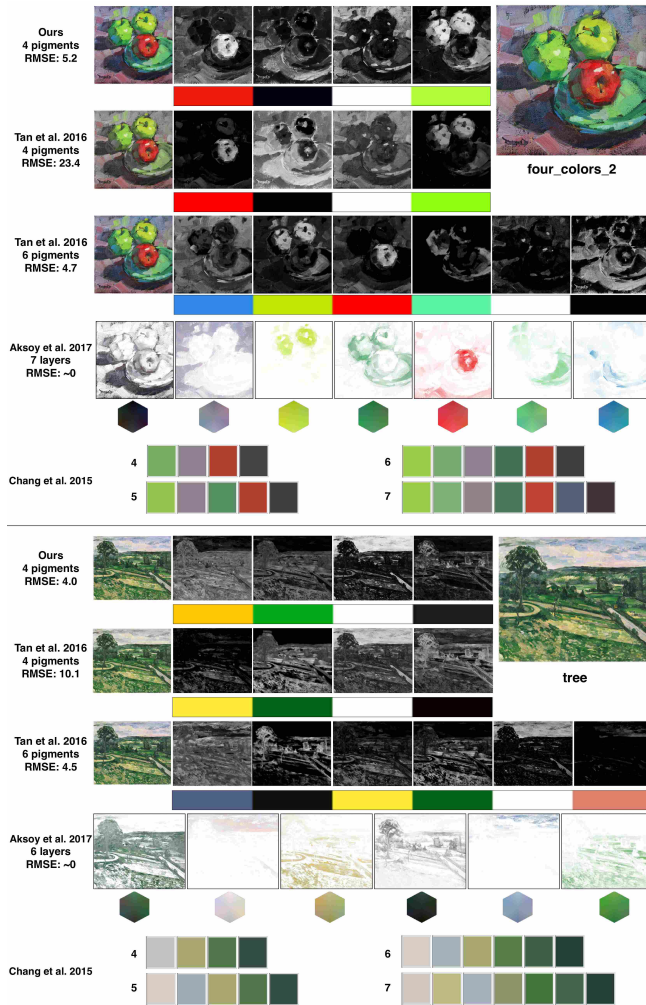 Ours
4 pigments
RMSE: 5.2
Tan et al. 2016
4 pigments
RMSE: 23.4
four_colors_2
Tan et al. 2016
6 pigments
RMSE: 4.7
Aksoy et al. 2017
7 layers
RMSE: ~0
Chang et al. 2015
4
6
5
7
Ours
4 pigments
RMSE: 4.0
Tan et al. 2016
4 pigments
RMSE: 10.1
tree
Tan et al. 2016
6 pigments
RMSE: 4.5
Aksoy et al. 2017
6 layers
RMSE: ~0
Chang et al. 2015
4
6
5
7